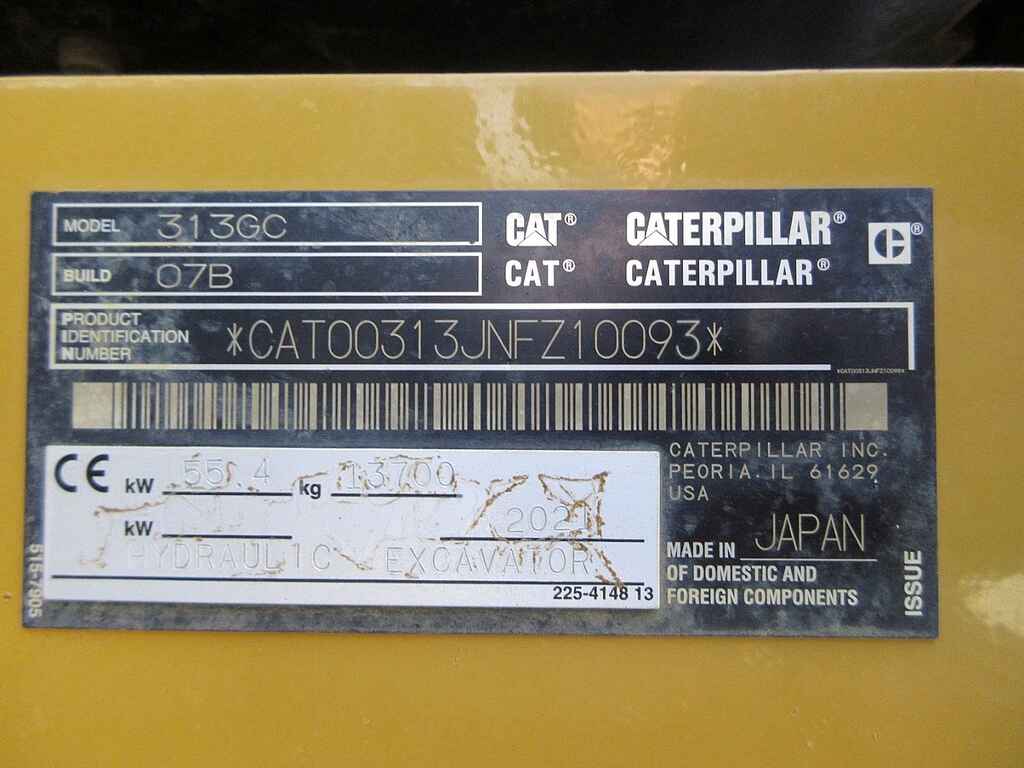 MODEL 313GC
BUILD 07B
CAT® CATERPILLAR® C®
CAT® CATERPILLAR®
PRODUCT
IDENTIFICATION
NUMBER
*CAT00313JNFZ10093*
*CAT00313JNFZ10093*
CATERPILLAR INC.
PEORIA.IL 61629
USA
CE kW 55.4 kg 13700
kW 2021
HYDRAULIC EXCAVATOR
225-4148 13
515-7905
MADE IN JAPAN
OF DOMESTIC AND
FOREIGN COMPONENTS
ISSUE